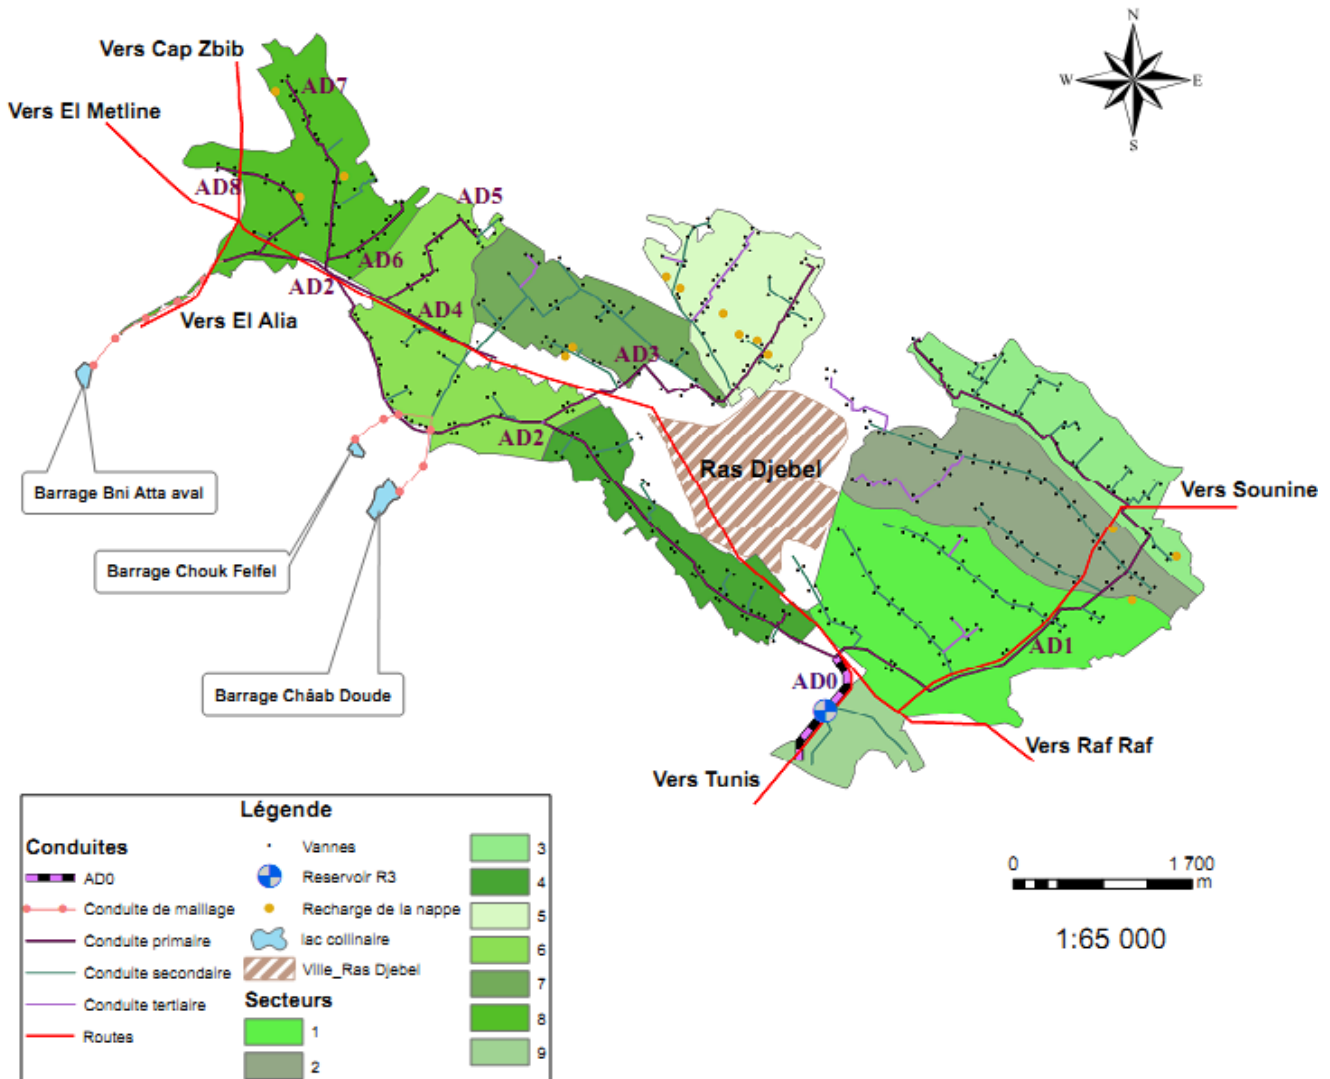 N
W
E
S
Vers Cap Zbib
Vers El Metline
AD7
AD8
AD5
AD6
AD2
AD4
Vers El Alia
AD3
AD2
Ras Djebel
Vers Sounine
Barrage Bni Atta aval
Barrage Chouk Felfel
Barrage Châab Doude
AD1
AD0
Vers Raf Raf
Vers Tunis
Légende
Conduites
AD0
Conduite de maillage
Conduite primaire
Conduite secondaire
Conduite tertiaire
Routes
Vannes
Reservoir R3
Recharge de la nappe
lac collinaire
Ville_Ras Djebel
Secteurs
1
2
3
4
5
6
7
8
9
0
1 700
m
1:65 000